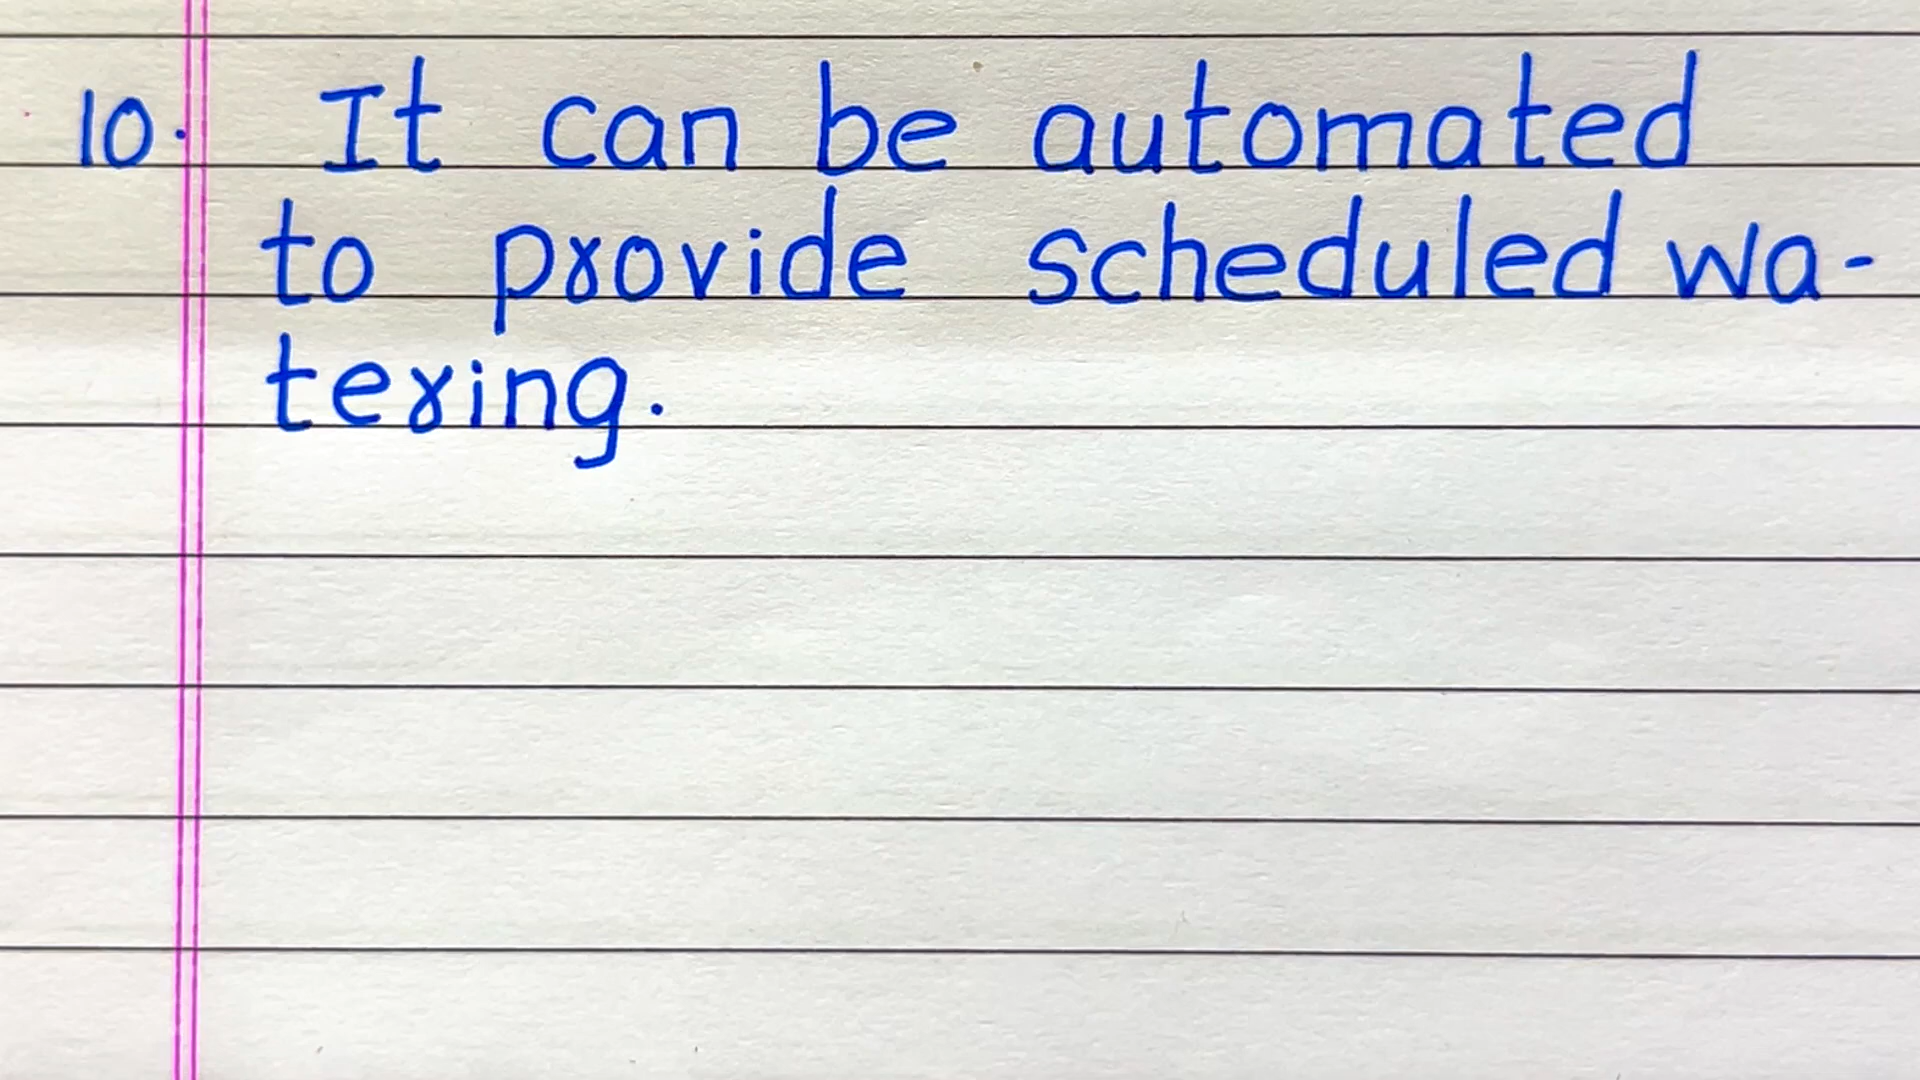 10. It can be automated
to provide scheduled wa-
tering.